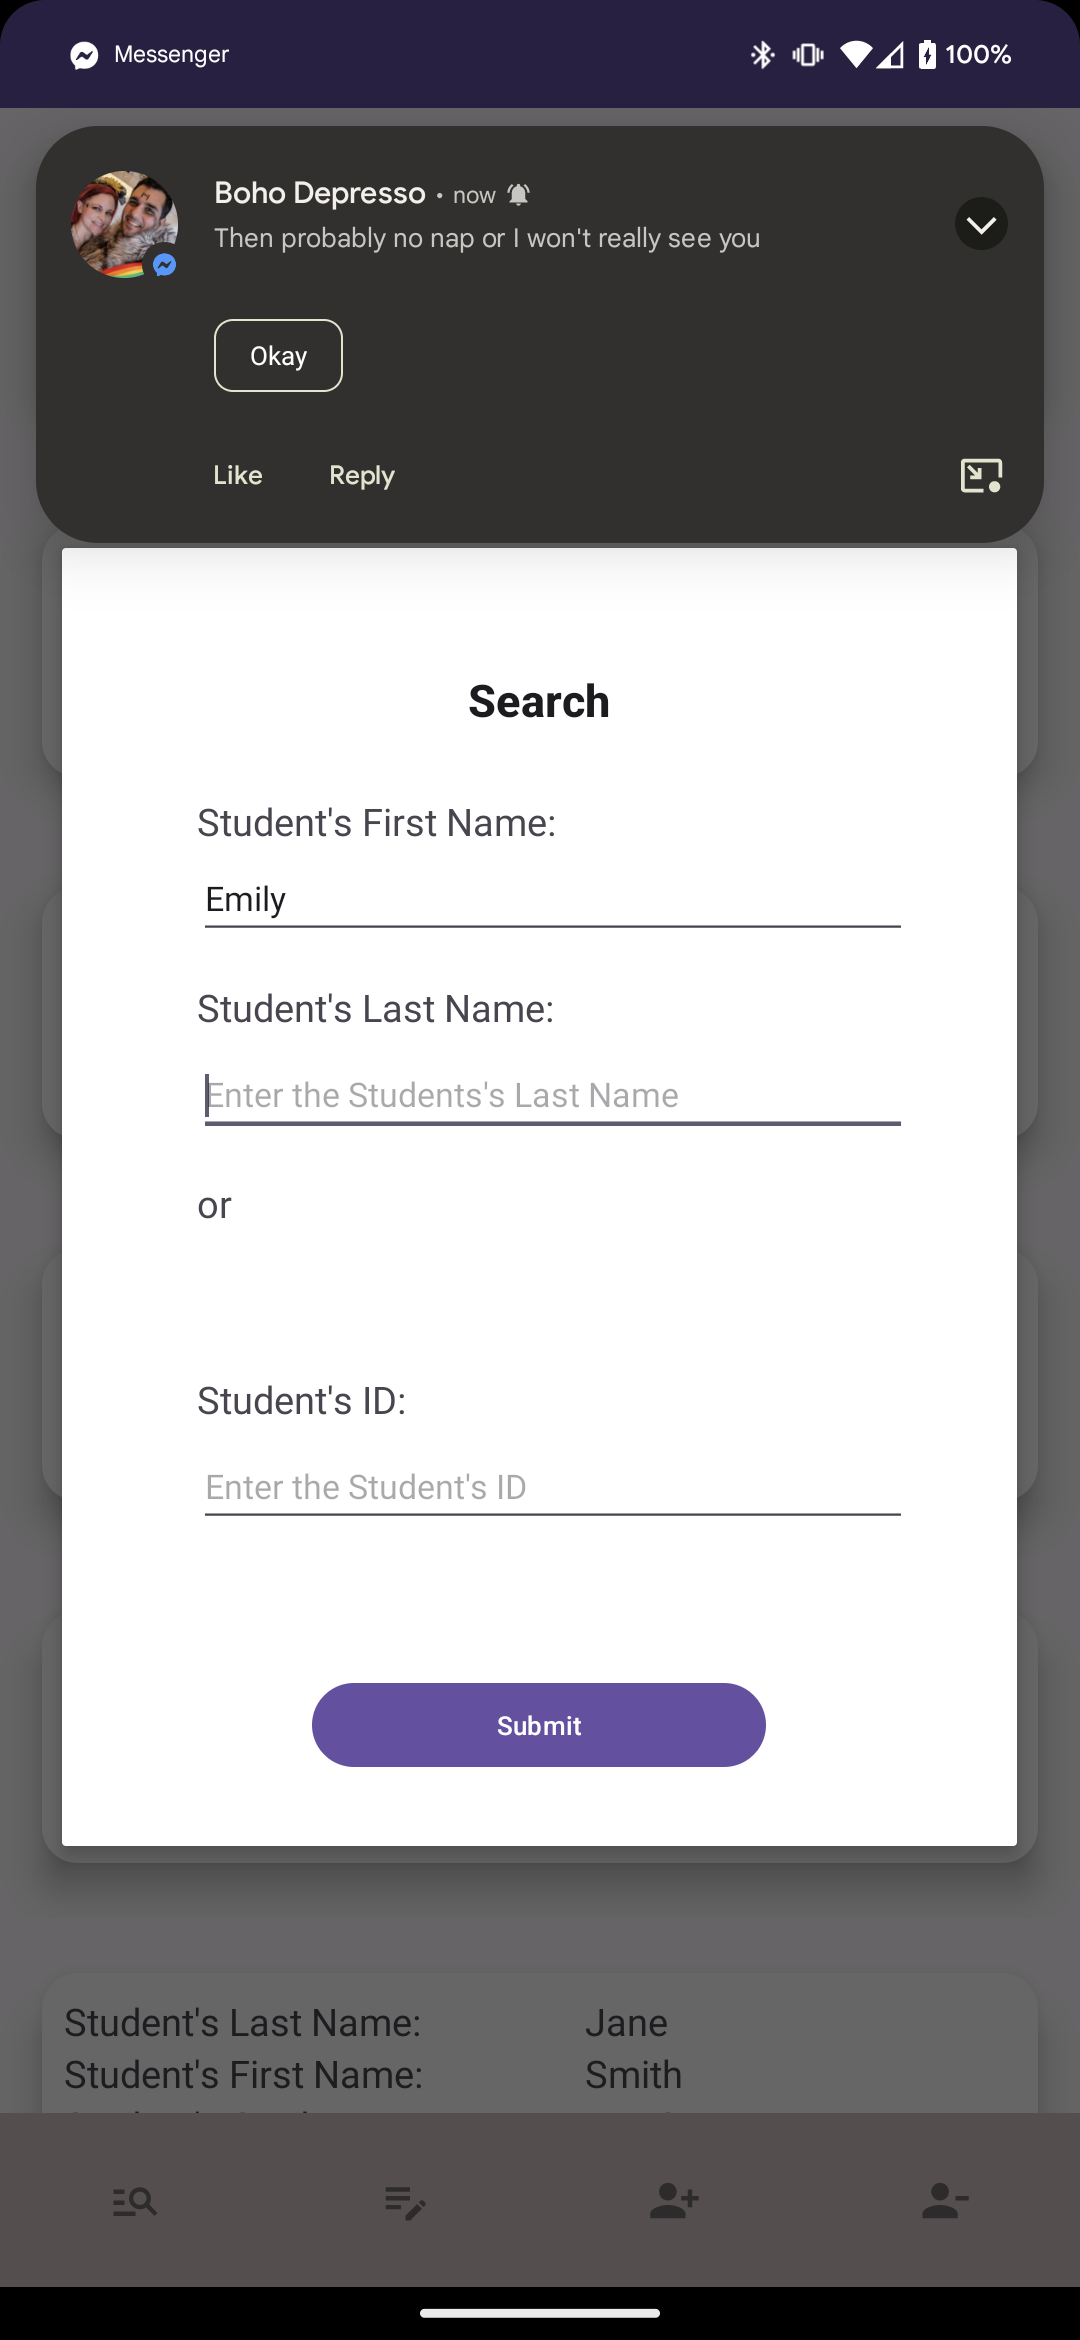 Messenger
100%
Boho Depresso • now
Then probably no nap or I won't really see you
Okay
Like Reply
Search
Student's First Name:
Emily
Student's Last Name:
Enter the Students's Last Name
or
Student's ID:
Enter the Student's ID
Submit
Student's Last Name: Jane
Student's First Name: Smith